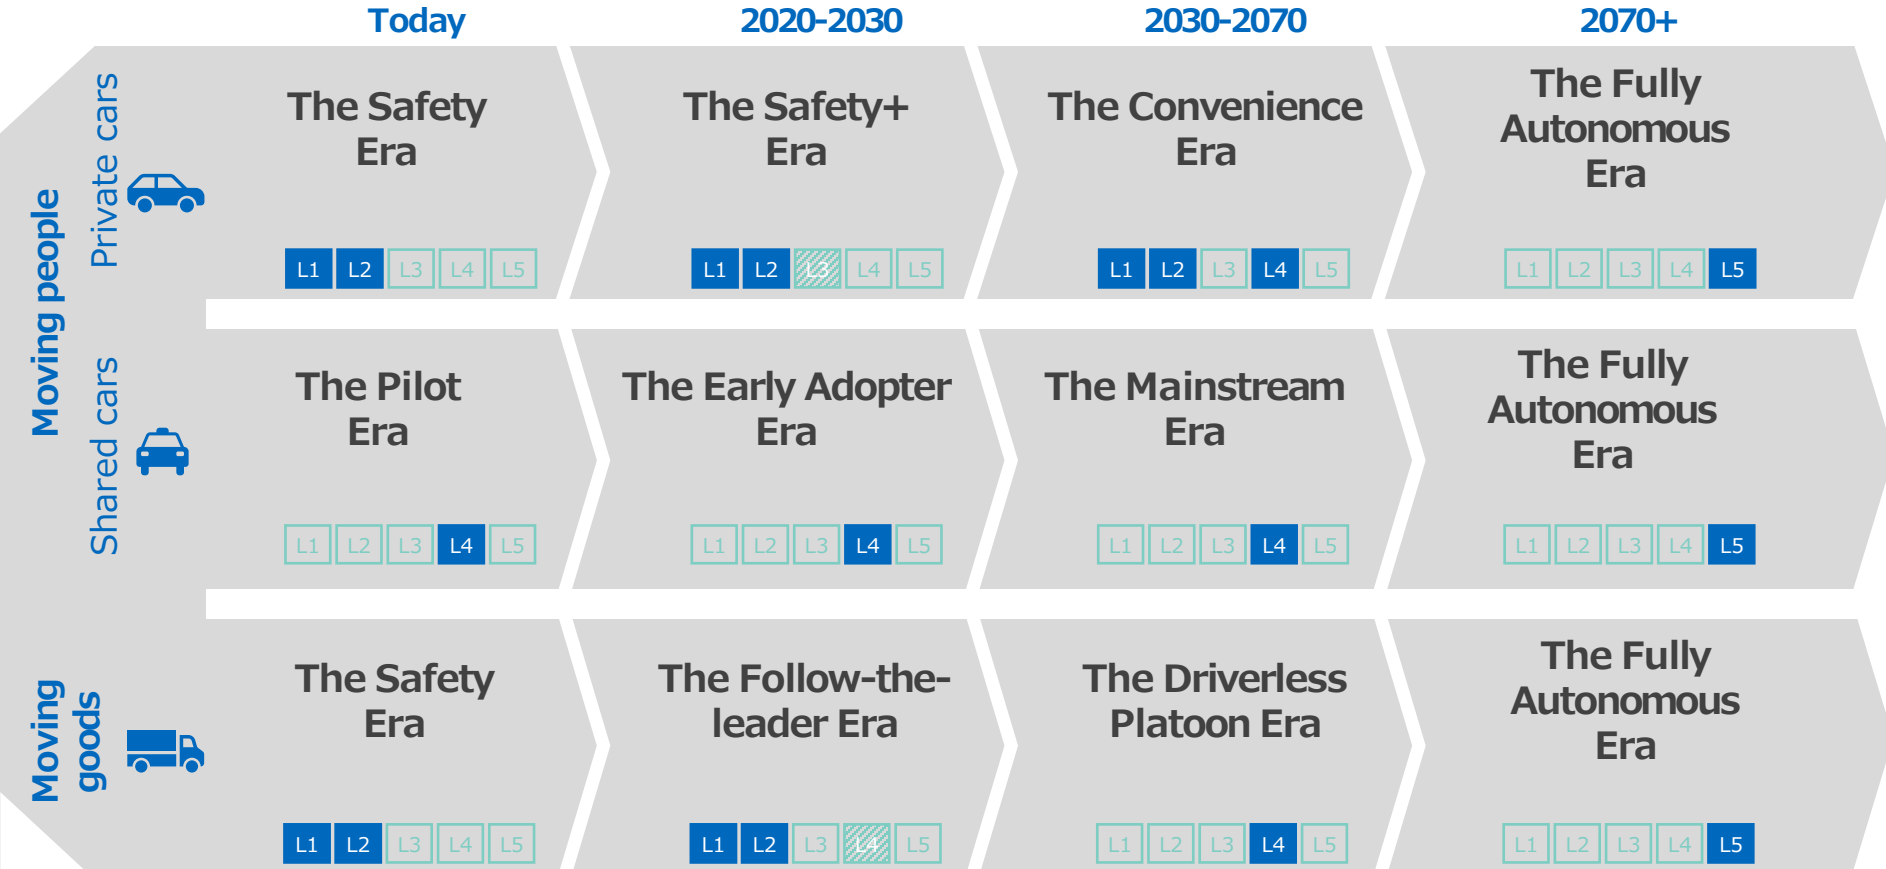 Today
2020-2030
2030-2070
2070+
Moving people
Private cars
The Safety
Era
L1 L2 L3 L4 L5
The Safety+
Era
L1 L2 L3 L4 L5
The Convenience
Era
L1 L2 L3 L4 L5
The Fully
Autonomous
Era
L1 L2 L3 L4 L5
Shared cars
The Pilot
Era
L1 L2 L3 L4 L5
The Early Adopter
Era
L1 L2 L3 L4 L5
The Mainstream
Era
L1 L2 L3 L4 L5
The Fully
Autonomous
Era
L1 L2 L3 L4 L5
Moving
goods
The Safety
Era
L1 L2 L3 L4 L5
The Follow-the-
leader Era
L1 L2 L3 L4 L5
The Driverless
Platoon Era
L1 L2 L3 L4 L5
The Fully
Autonomous
Era
L1 L2 L3 L4 L5